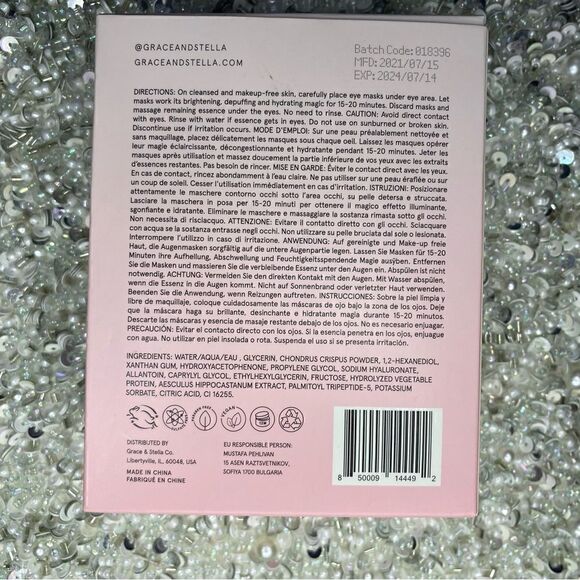 @GRACEANDSTELLA
GRACEANDSTELLA.COM
Batch Code: 018396
MFD: 2021/07/15
EXP: 2024/07/14
DIRECTIONS: On cleansed and makeup-free skin, carefully place eye masks under eye area. Let
masks work its brightening, depuffing and hydrating magic for 15-20 minutes. Discard masks and
massage remaining essence under the eyes. No need to rinse. CAUTION: Avoid direct contact
with eyes. Rinse with water if essence gets in eyes. Do not use on sunburned or broken skin.
Discontinue use if irritation occurs. MODE D'EMPLOI: Sur une peau préalablement nettoyée et
sans maquillage, placez délicatement les masques sous chaque oeil. Laissez les masques opérer
leur magie éclaircissante, décongestionnante et hydratante pendant 15-20 minutes. Jeter les
masques après utilisation et massez doucement la partie inférieure de vos yeux avec les extraits
d'essences restantes. Pas besoin de rincer. MISE EN GARDE: Éviter le contact direct avec les yeux.
En cas de contact, rincez abondamment à l'eau claire. Ne pas utiliser sur une peau éraflée ou sur
un coup de soleil. Cesser l'utilisation immédiatement en cas d'irritation. ISTRUZIONI: Posizionare
attentamente le maschere contorno occhi sotto l'area occhi, su pelle detersa e struccata.
Lasciare la maschera in posa per 15-20 minuti per ottenere il magico effetto illuminante,
sgonfiante e idratante. Eliminare le maschere e massaggiare la sostanza rimasta sotto gli occhi.
Non necessita di risciacquo. ATTENZIONE: Evitare il contatto diretto con gli occhi. Sciacquare
con acqua se la sostanza entrasse negli occhi. Non utilizzare su pelle bruciata dal sole o lesionata.
Interrompere l'utilizzo in caso di irritazione. ANWENDUNG: Auf gereinigte und Make-up freie
Haut, die Augenmasken sorgfältig auf die untere Augenpartie legen. Lassen Sie Masken für 15-20
Minuten ihre Aufhellung, Abschwellung und Feuchtigkeitsspendende Magie ausüben. Entfernen
Sie die Masken und massieren Sie die verbleibende Essenz unter den Augen ein. Abspülen ist nicht
notwendig. ACHTUNG: Vermeiden Sie den direkten Kontakt mit den Augen. Mit Wasser abspülen,
wenn die Essenz in die Augen kommt. Nicht auf Sonnenbrand oder verletzter Haut verwenden.
Beenden Sie die Anwendung, wenn Reizungen auftreten. INSTRUCCIONES: Sobre la piel limpia y
libre de maquillaje, coloque cuidadosamente las máscaras de ojo bajo la zona de los ojos. Deje
que la máscara haga su brillante, desinchante e hidratante magia durante 15-20 minutos.
Descarte las máscaras y esencia de masaje restante debajo de los ojos. No es necesario enjuagar.
PRECAUCIÓN: Evitar el contacto directo con los ojos. Si la esencia penetra en los ojos, enjuagar
con agua. No en piel insolada o rota. Suspenda el uso si se presenta irritación.
INGREDIENTS: WATER/AQUA/EAU, GLYCERIN, CHONDRUS CRISPUS POWDER, 1,2-HEXANEDIOL,
XANTHAN GUM, HYDROXYACETOPHENONE, PROPYLENE GLYCOL, SODIUM HYALURONATE,
ALLANTOIN, CAPRYLYL GLYCOL, ETHYLHEXYLGLYCERIN, FRUCTOSE, HYDROLYZED VEGETABLE
PROTEIN, AESCULUS HIPPOCASTANUM EXTRACT, PALMITOYL TRIPEPTIDE-5, POTASSIUM
SORBATE, CITRIC ACID, CI 16255.
VEGAN
DISTRIBUTED BY
Grace & Stella Co.
Libertyville, IL, 60048, USA
MADE IN CHINA
FABRIQUÉ EN CHINE
EU RESPONSIBLE PERSON:
MUSTAFA PEHLIVAN
15 ASEN RAZTSVETNIKOV,
SOFIYA 1700 BULGARIA
8 50009 14449 2